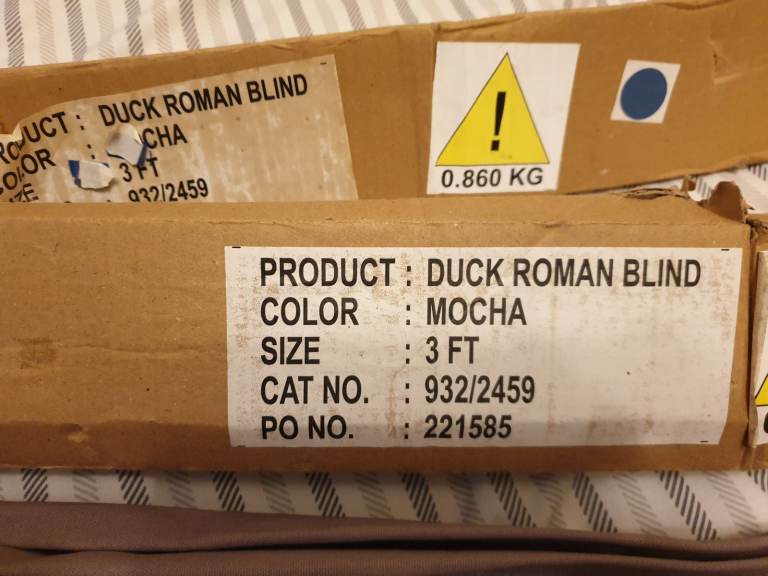 PRODUCT : DUCK ROMAN BLIND
COLOR : MOCHA
SIZE : 3 FT
CAT NO. : 932/2459
PO NO. : 221585
DUCK ROMAN BLIND
3 FT
932/2459
!
0.860 KG